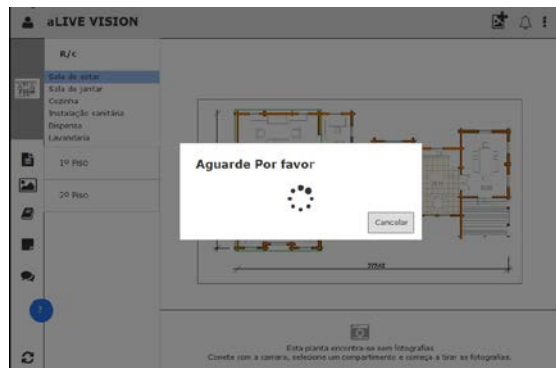 aLIVE VISION
R/c
Sala de estar
Sala de jantar
Cozinha
Instalação sanitária
Dispensa
Lavandaria
1º Piso
2º Piso
Aguarde Por favor
Cancelar
?
Esta planta encontra-se sem fotografias
Conete com a camara, selecione um compartimento e começa a tirar as fotografias.